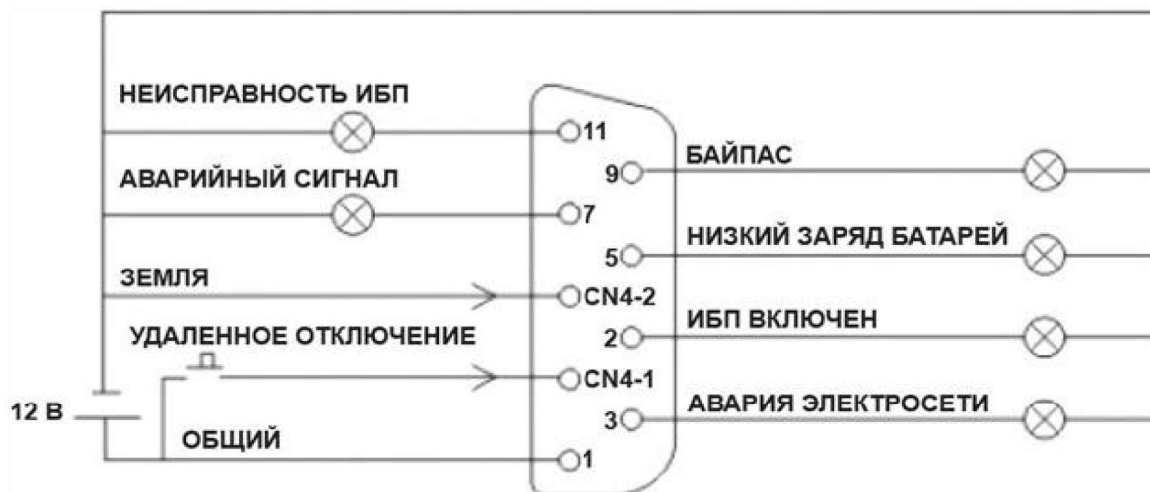 НЕИСПРАВНОСТЬ ИБП
11
БАЙПАС
9
АВАРИЙНЫЙ СИГНАЛ
7
НИЗКИЙ ЗАРЯД БАТАРЕЙ
5
ЗЕМЛЯ
CN4-2
ИБП ВКЛЮЧЕН
2
УДАЛЕННОЕ ОТКЛЮЧЕНИЕ
CN4-1
АВАРИЯ ЭЛЕКТРОСЕТИ
3
12 В
ОБЩИЙ
1